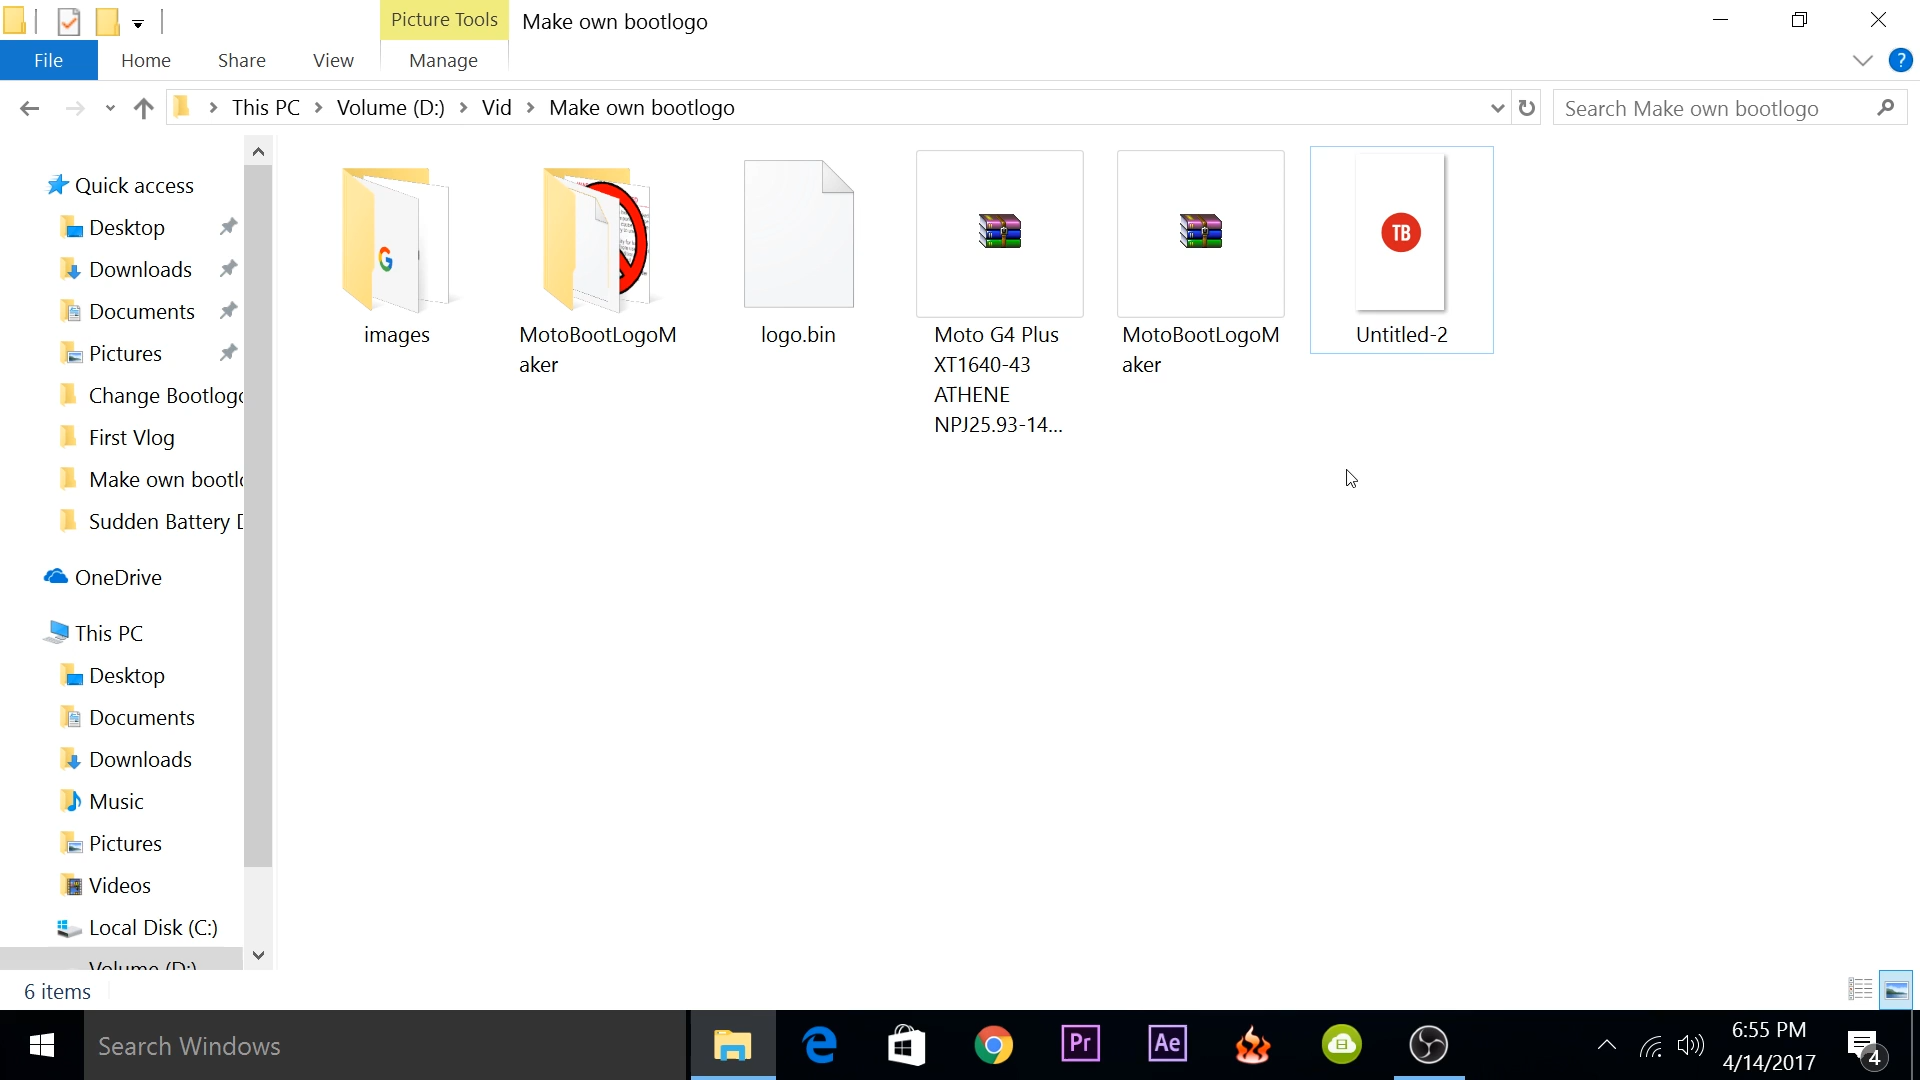 Picture Tools
Make own bootlogo
File
Home
Share
View
Manage
?
This PC
Volume (D:)
Vid
Make own bootlogo
Search Make own bootlogo
Quick access
Desktop
Downloads
Documents
Pictures
Change Bootlogo
First Vlog
Make own bootlo
Sudden Battery D
OneDrive
This PC
Desktop
Documents
Downloads
Music
Pictures
Videos
Local Disk (C:)
Volume (D:)
G
images
MotoBootLogoM
aker
logo.bin
Moto G4 Plus
XT1640-43
ATHENE
NPJ25.93-14...
MotoBootLogoM
aker
TB
Untitled-2
6 items
Search Windows
Pr
Ae
6:55 PM
4/14/2017
4